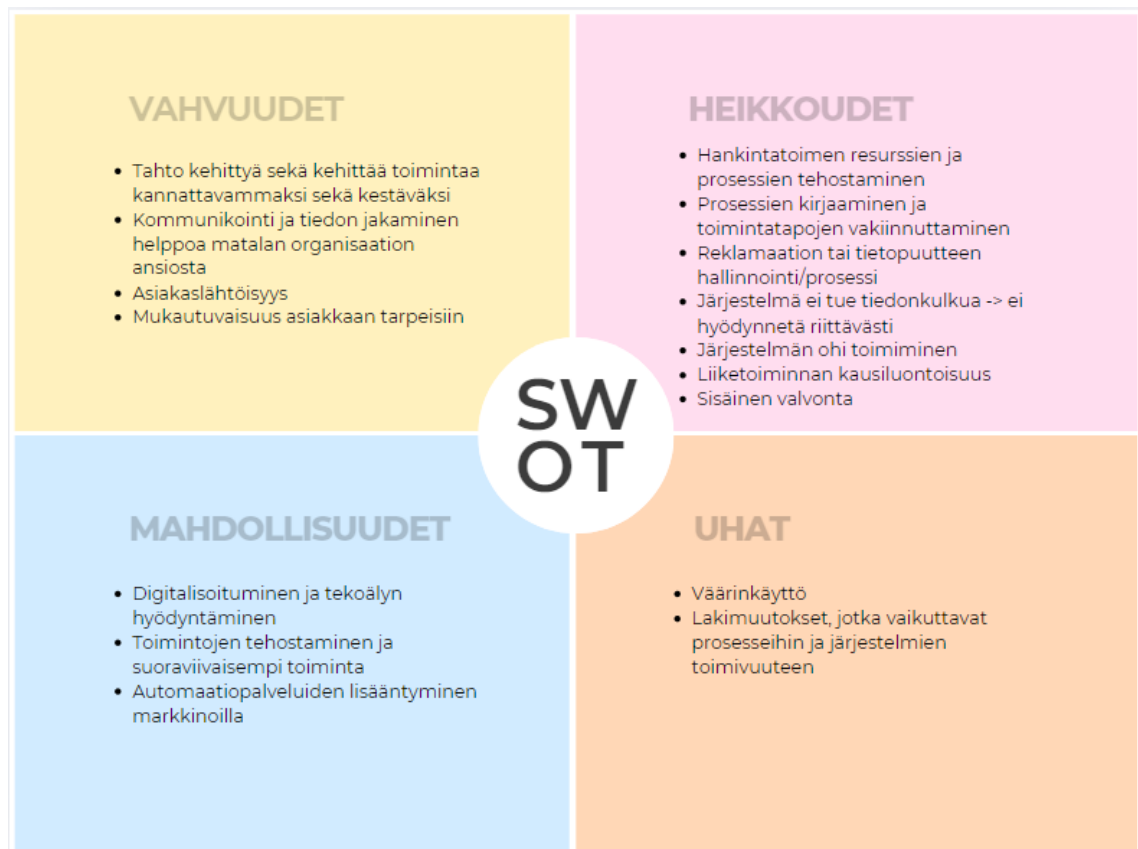 VAHVUUDET
• Tahto kehittyä sekä kehittää toimintaa
kannattavammaksi sekä kestäväksi
• Kommunikointi ja tiedon jakaminen
helppoa matalan organisaation
ansiosta
• Asiakaslähtöisyys
• Mukautuvaisuus asiakkaan tarpeisiin
HEIKKOUDET
• Hankintatoimen resurssien ja
prosessien tehostaminen
• Prosessien kirjaaminen ja
toimintatapojen vakiinnuttaminen
• Reklamaation tai tietopuutteen
hallinnointi/prosessi
• Järjestelmä ei tue tiedonkulkua -> ei
hyödynnetä riittävästi
• Järjestelmän ohi toimiminen
• Liiketoiminnan kausiluontoisuus
• Sisäinen valvonta
SW
OT
MAHDOLLISUUDET
• Digitalisoituminen ja tekoälyn
hyödyntäminen
• Toimintojen tehostaminen ja
suoraviivaisempi toiminta
• Automaatiopalveluiden lisääntyminen
markkinoilla
UHAT
• Väärinkäyttö
• Lakimuutokset, jotka vaikuttavat
prosesseihin ja järjestelmien
toimivuuteen